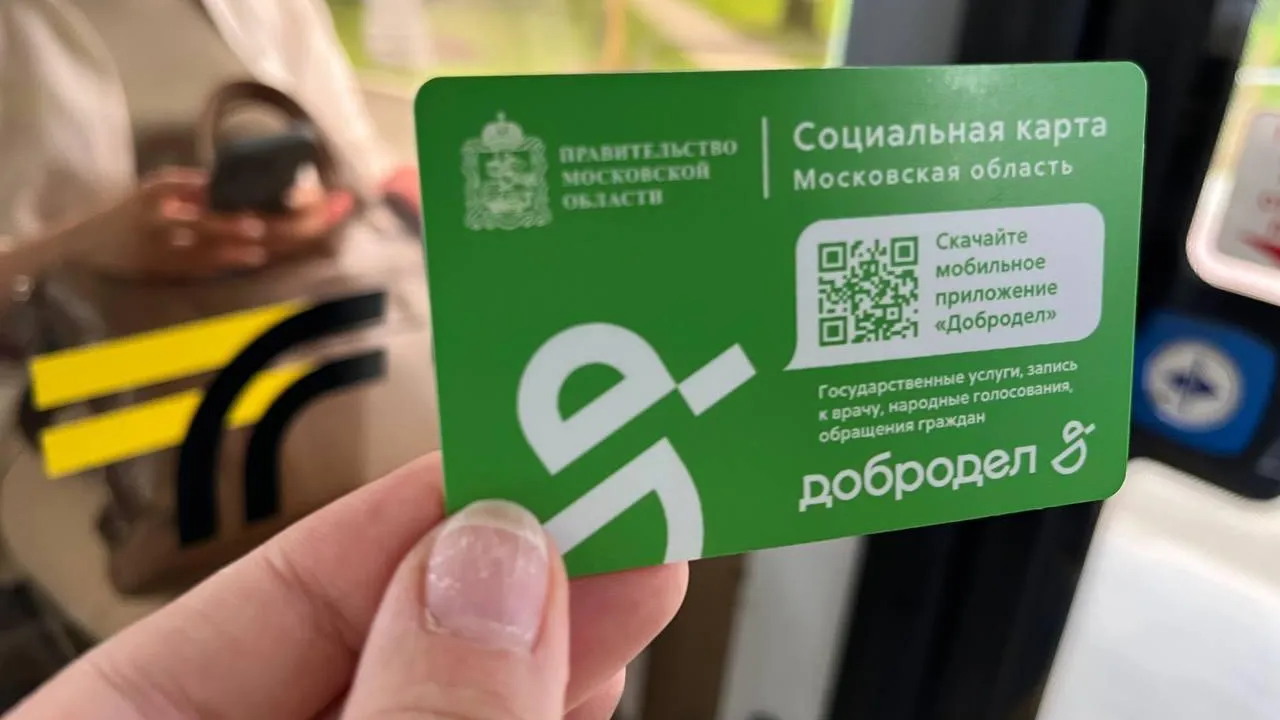 ПРАВИТЕЛЬСТВО
МОСКОВСКОЙ
ОБЛАСТИ
Социальная карта
Московская область
Скачайте
мобильное
приложение
«Добродел»
Государственные услуги, запись
к врачу, народные голосования,
обращения граждан
добродел